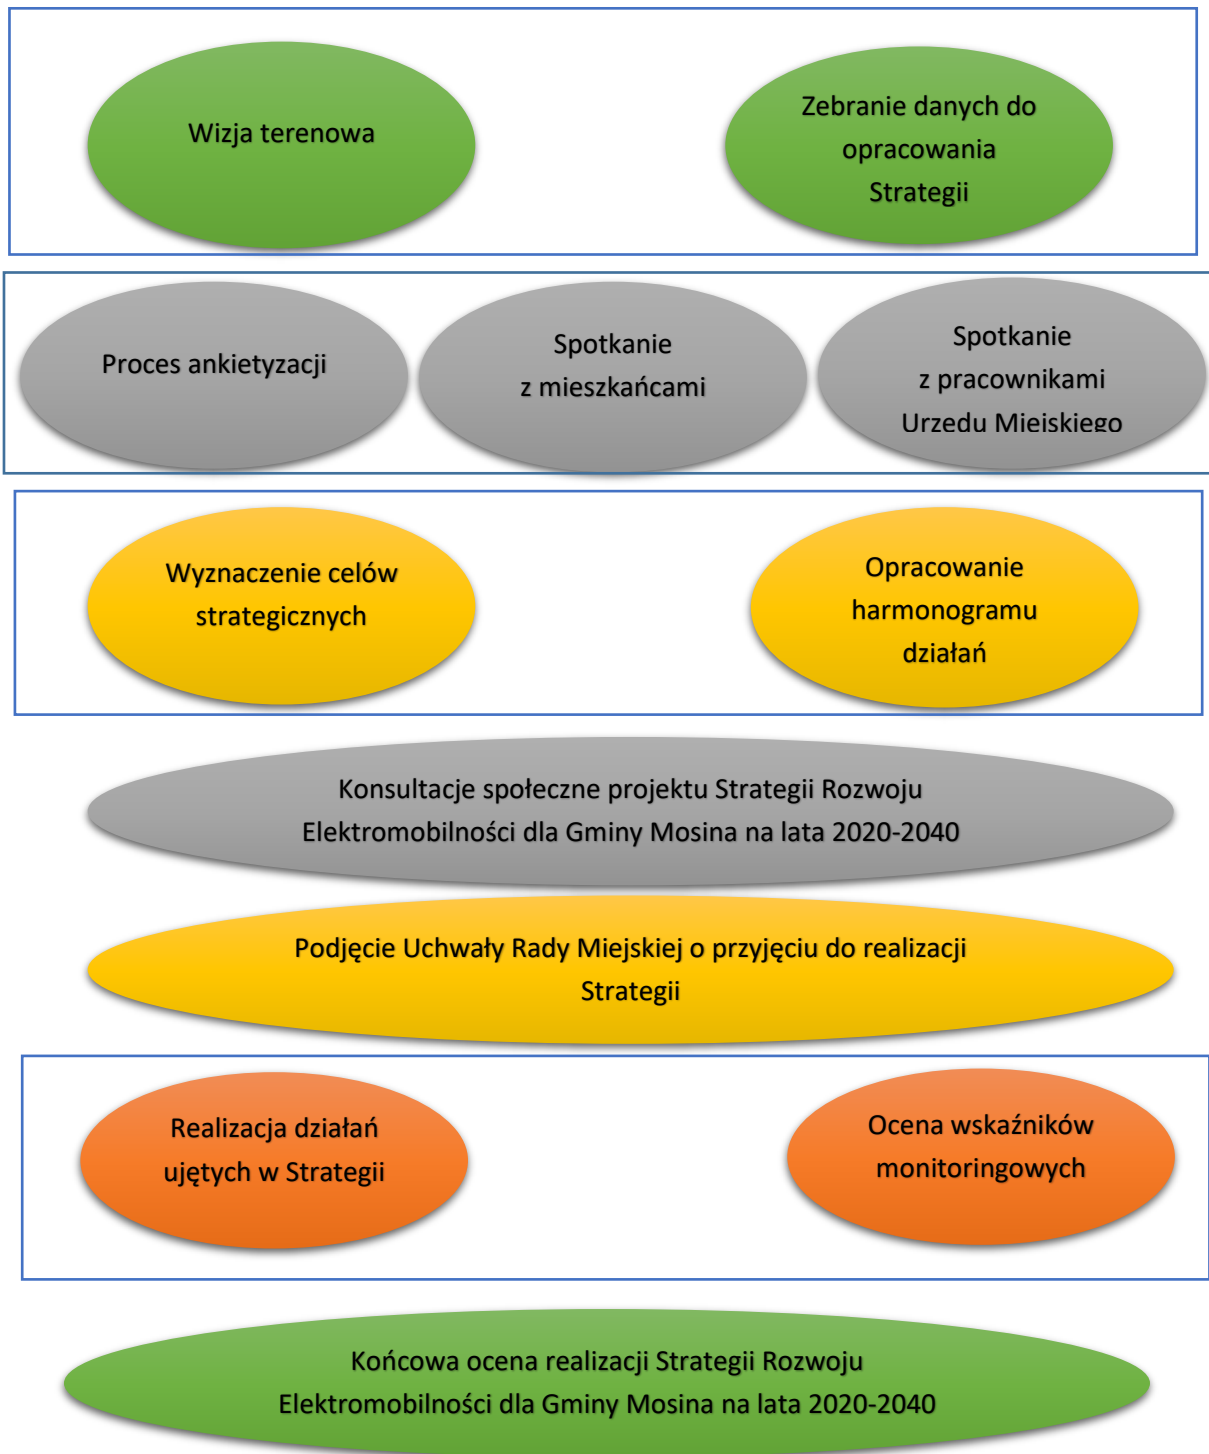 Wizja terenowa
Zebranie danych do
opracowania
Strategii
Proces ankietyzacji
Spotkanie
z mieszkańcami
Spotkanie
z pracownikami
Urzędu Miejskiego
Wyznaczenie celów
strategicznych
Opracowanie
harmonogramu
działań
Konsultacje społeczne projektu Strategii Rozwoju
Elektromobilności dla Gminy Mosina na lata 2020-2040
Podjęcie Uchwały Rady Miejskiej o przyjęciu do realizacji
Strategii
Realizacja działań
ujętych w Strategii
Ocena wskaźników
monitoringowych
Końcowa ocena realizacji Strategii Rozwoju
Elektromobilności dla Gminy Mosina na lata 2020-2040